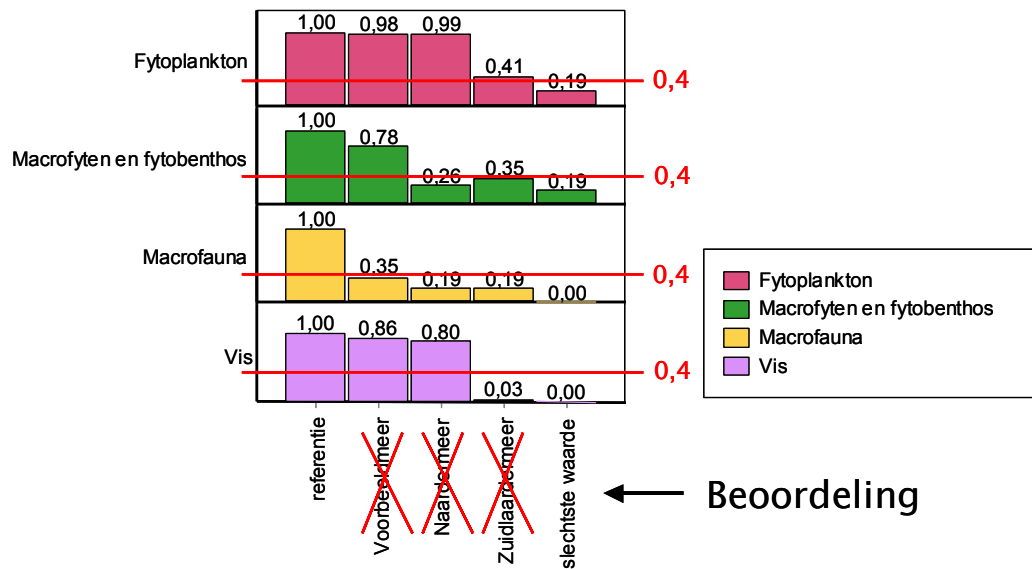 1,00 0,98 0,99 0,41 0,19
Fytoplankton
0,4
1,00 0,78 0,26 0,35 0,19
Macrofyten en fytobenthos
0,4
1,00 0,35 0,19 0,19 0,00
Macrofauna
0,4
1,00 0,86 0,80 0,03 0,00
Vis
0,4
Fytoplankton
Macrofyten en fytobenthos
Macrofauna
Vis
referentie
Voorbeeldmeer
Naardermeer
Zuidlaardermeer
slechtste waarde
Beoordeling